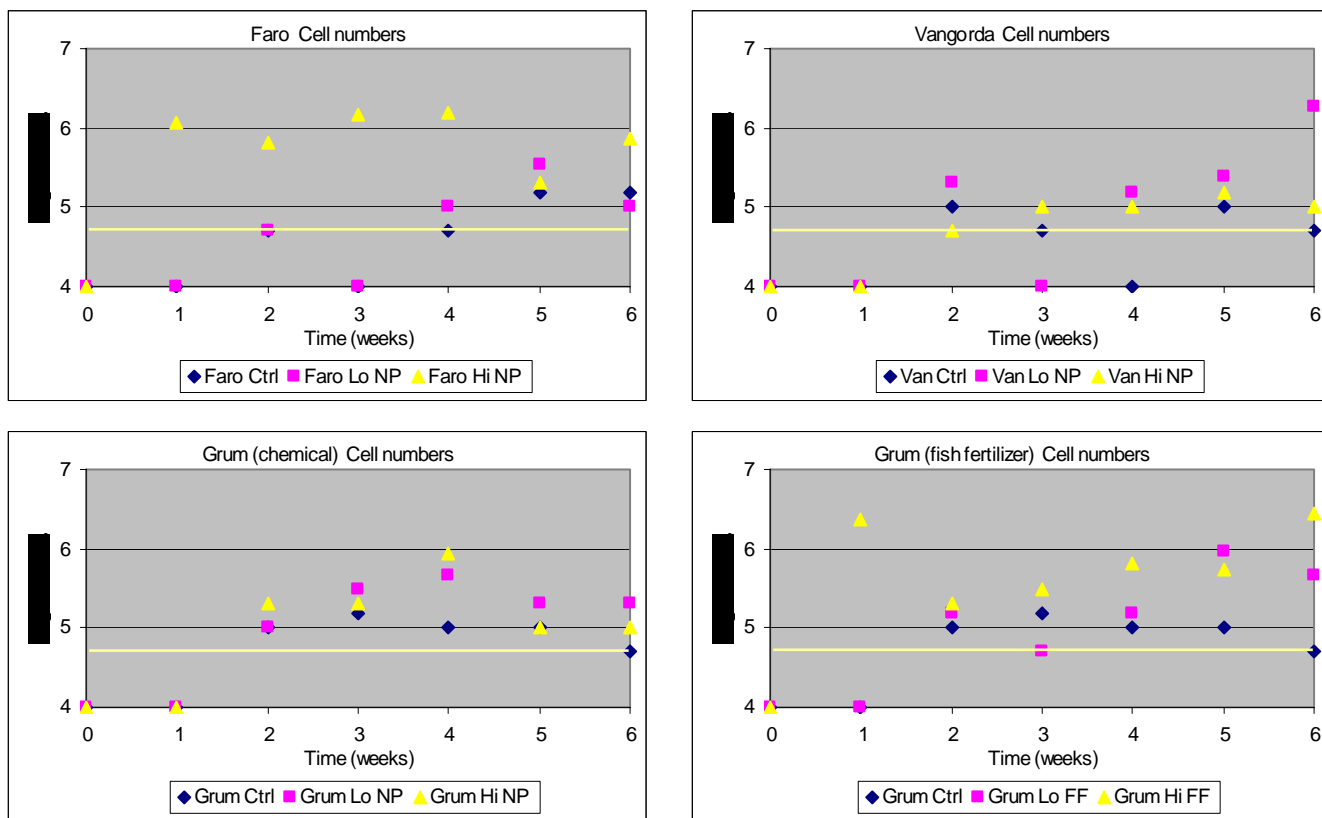 Faro Cell numbers
7
6
5
4
0 1 2 3 4 5 6
Time (weeks)
Faro Ctrl Faro Lo NP Faro Hi NP
Vangorda Cell numbers
7
6
5
4
0 1 2 3 4 5 6
Time (weeks)
Van Ctrl Van Lo NP Van Hi NP
Grum (chemical) Cell numbers
7
6
5
4
0 1 2 3 4 5 6
Time (weeks)
Grum Ctrl Grum Lo NP Grum Hi NP
Grum (fish fertilizer) Cell numbers
7
6
5
4
0 1 2 3 4 5 6
Time (weeks)
Grum Ctrl Grum Lo FF Grum Hi FF